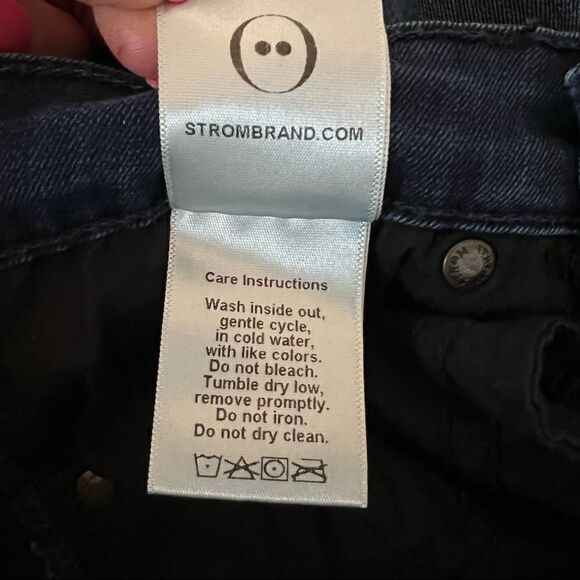 STROMBRAND.COM
Care Instructions
Wash inside out,
gentle cycle,
in cold water,
with like colors.
Do not bleach.
Tumble dry low,
remove promptly.
Do not iron.
Do not dry clean.